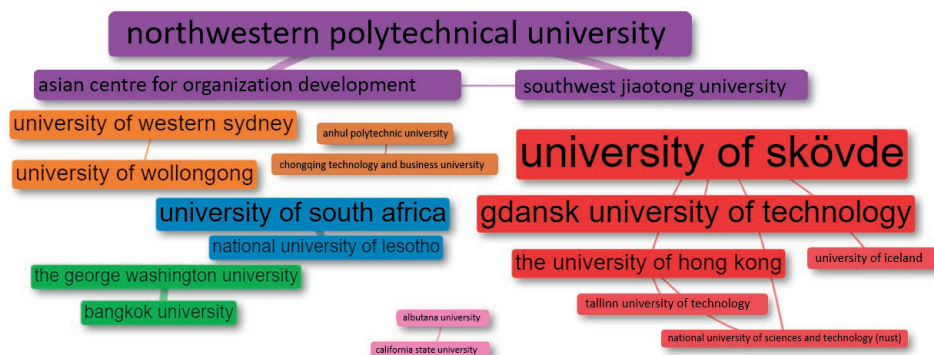 northwestern polytechnical university
asian centre for organization development
southwest jiaotong university
university of western sydney
anhul polytechnic university
chongqing technology and business university
university of wollongong
university of skövde
university of south africa
gdansk university of technology
national university of lesotho
the university of hong kong
university of iceland
the george washington university
bangkok university
tallinn university of technology
albutana university
national university of sciences and technology (nust)
california state university